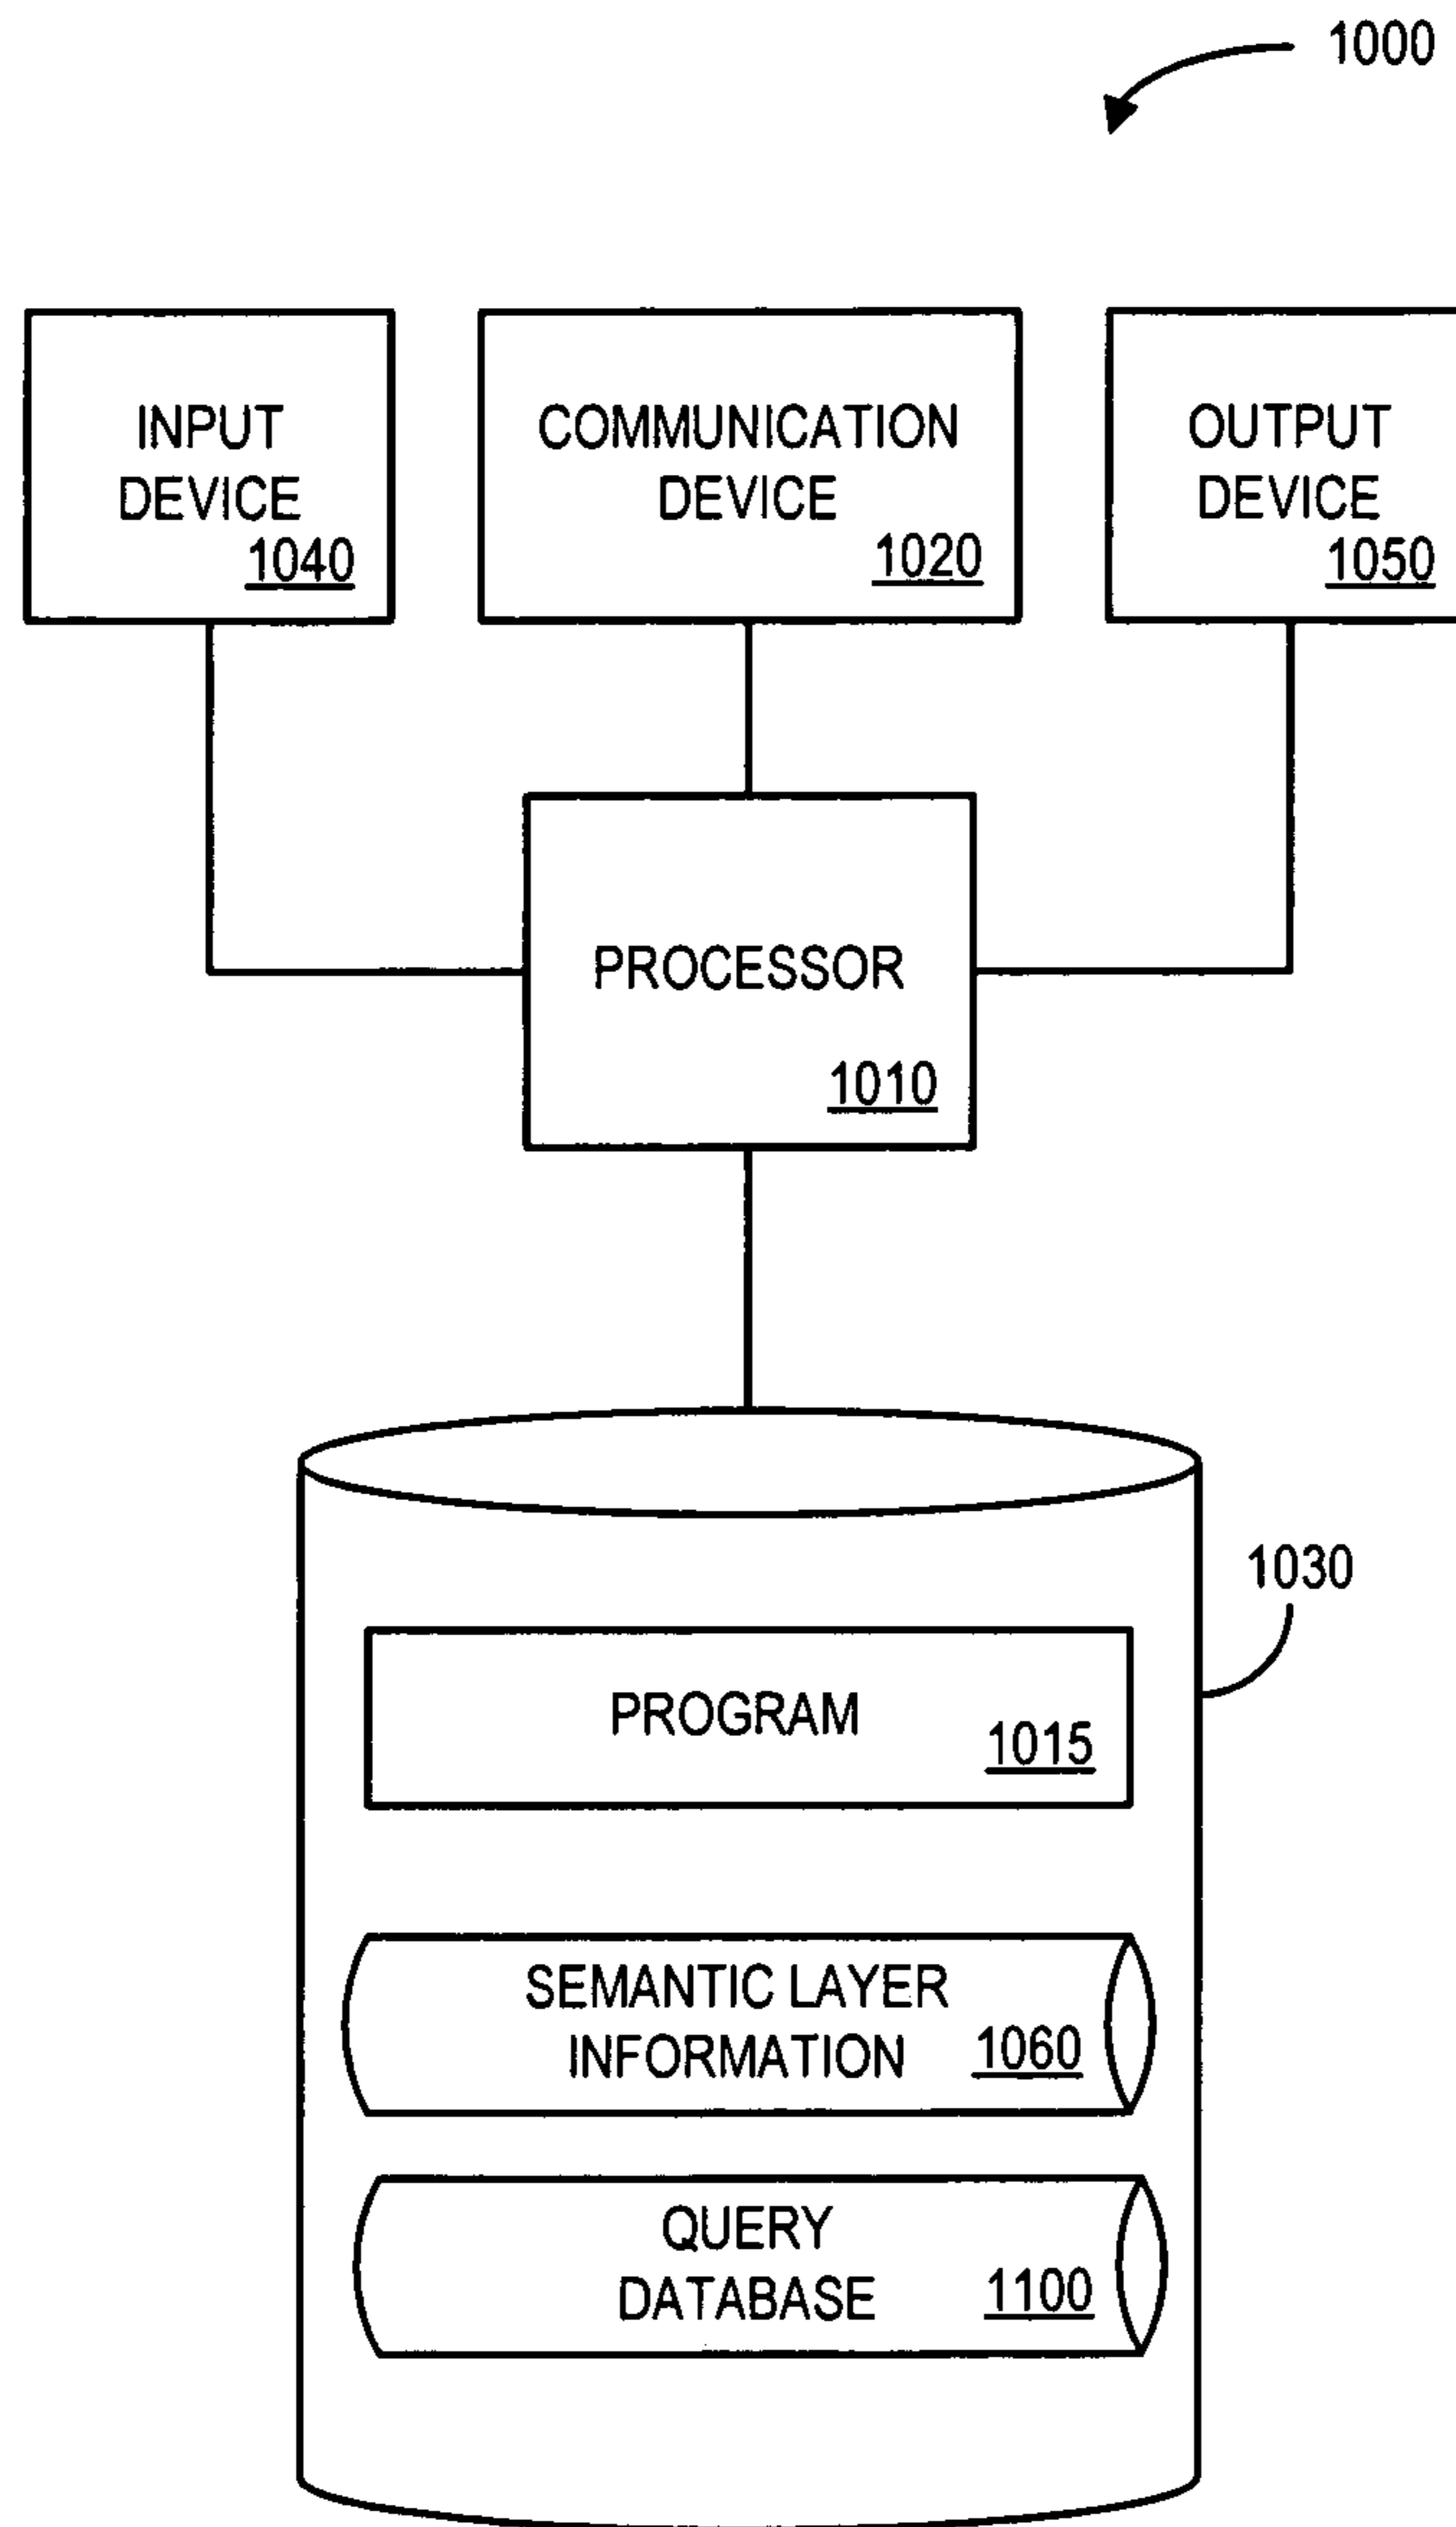 1000
INPUT
DEVICE
1040
COMMUNICATION
DEVICE
1020
OUTPUT
DEVICE
1050
PROCESSOR
1010
1030
PROGRAM
1015
SEMANTIC LAYER
INFORMATION
1060
QUERY
DATABASE
1100